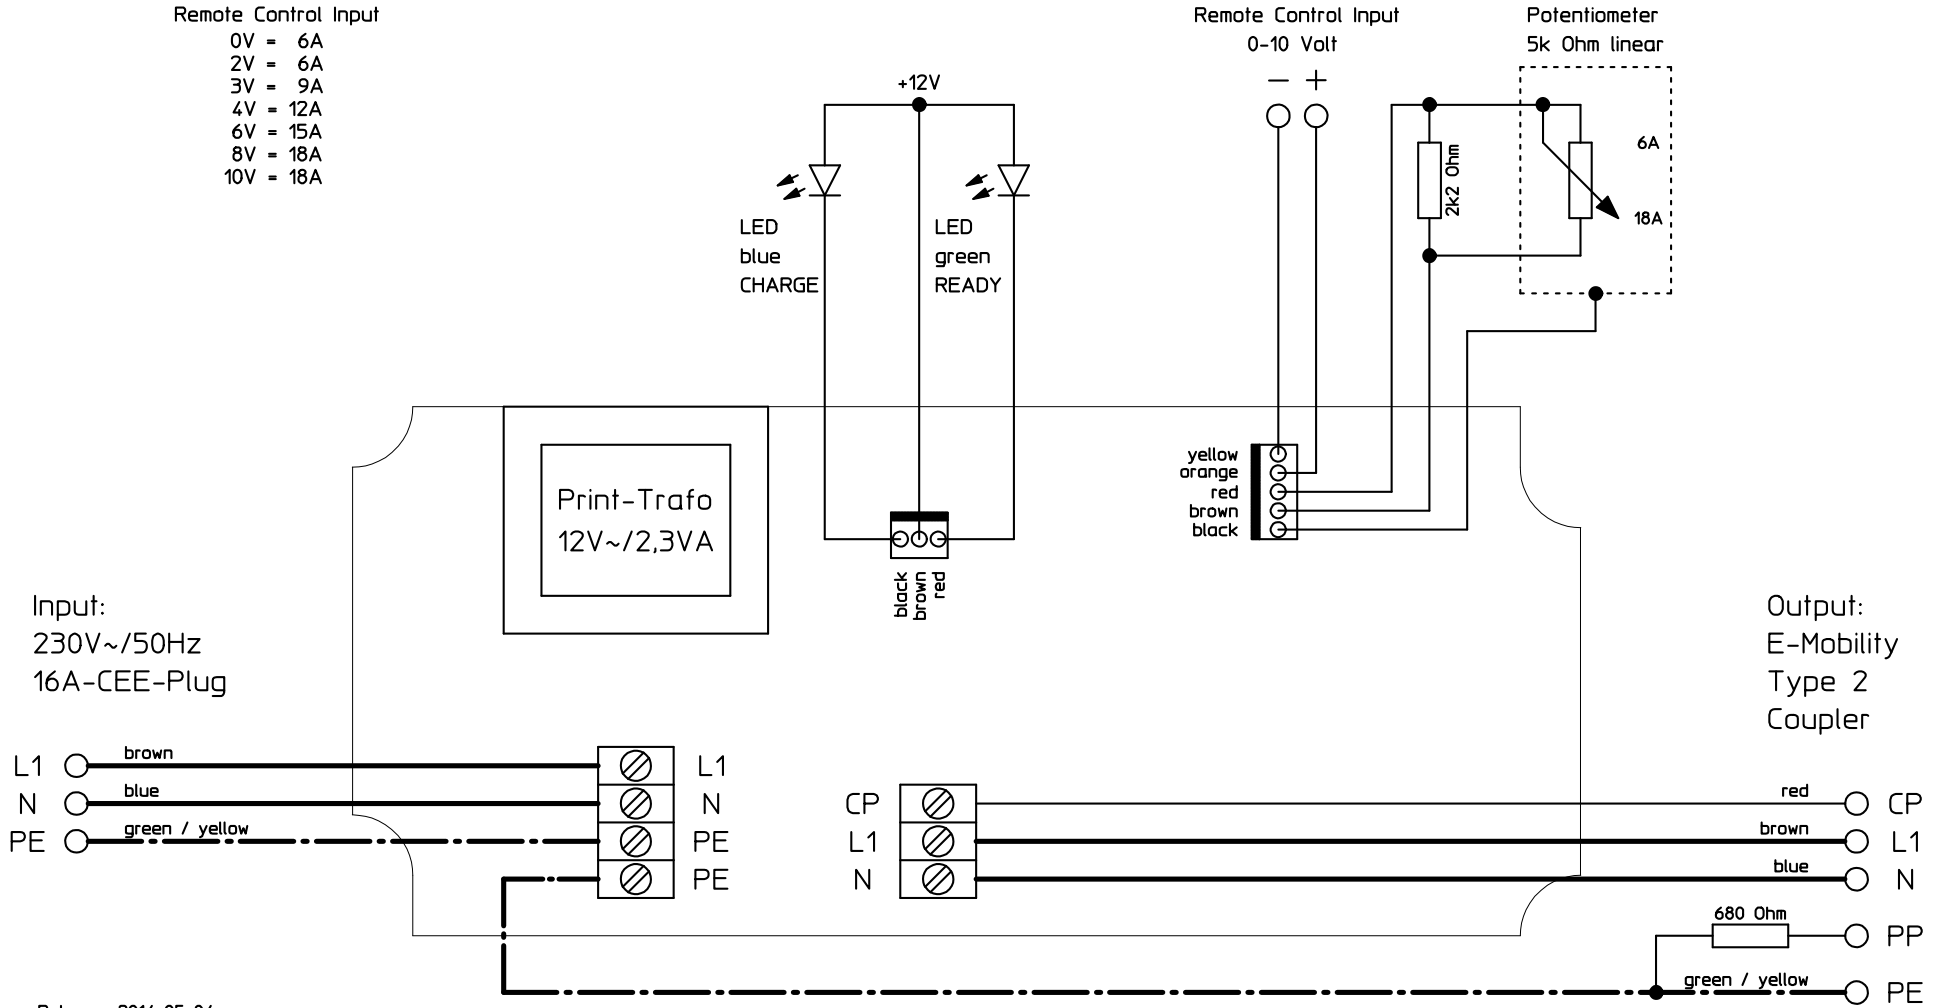 Remote Control Input
0V = 6A
2V = 6A
3V = 9A
4V = 12A
6V = 15A
8V = 18A
10V = 18A
+12V
LED
blue
CHARGE
LED
green
READY
Remote Control Input
0-10 Volt
- +
Potentiometer
5k Ohm linear
2k2 Ohm
6A
18A
Print-Trafo
12V~/2,3VA
black
brown
red
yellow
orange
red
brown
black
Input:
230V~/50Hz
16A-CEE-Plug
Output:
E-Mobility
Type 2
Coupler
L1 brown L1
N blue N
PE green / yellow PE
PE
CP red CP
L1 brown L1
N blue N
680 Ohm PP
green / yellow PE